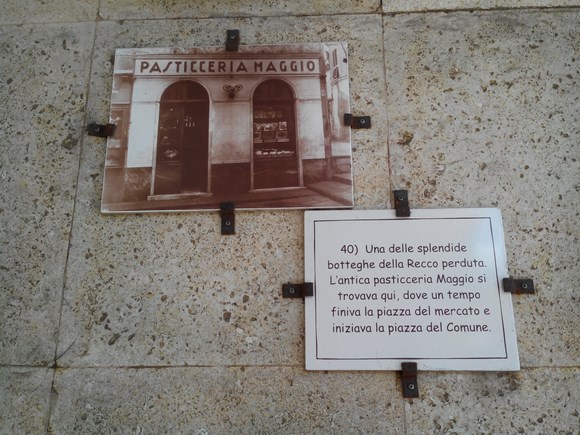 PASTICCERIA MAGGIO
40) Una delle splendide
botteghe della Recco perduta.
L'antica pasticceria Maggio si
trovava qui, dove un tempo
finiva la piazza del mercato e
iniziava la piazza del Comune.